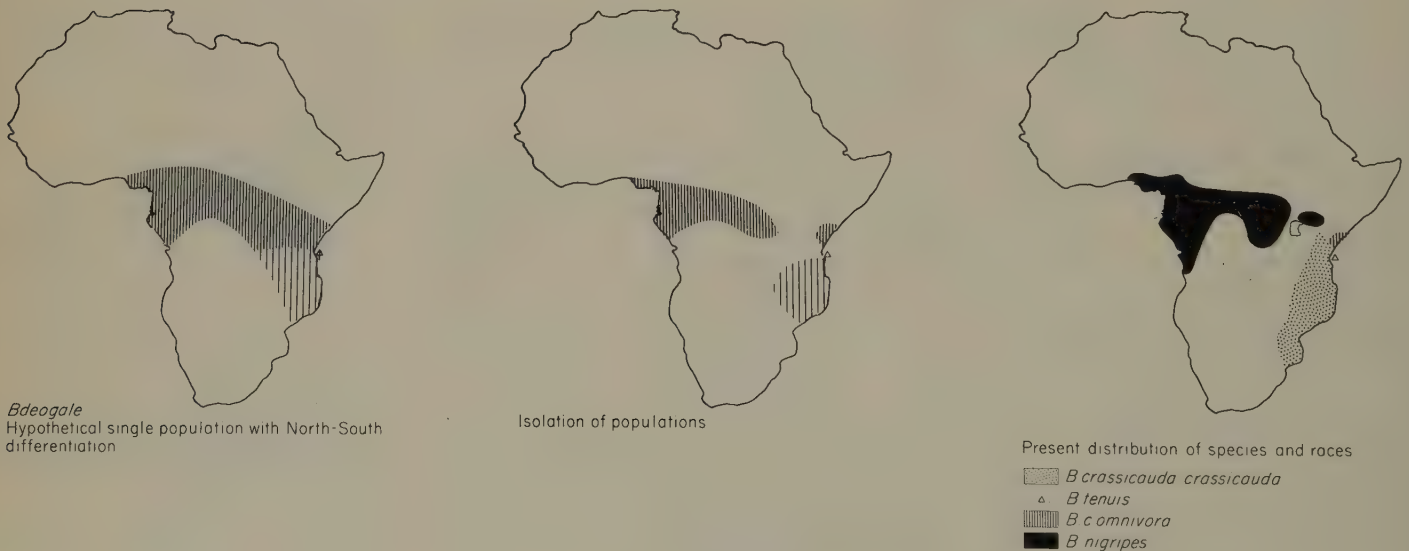 Bdeogale
Hypothetical single population with North-South
differentiation
Isolation of populations
Present distribution of species and races
B crassicauda crassicauda
B tenuis
B c omnivora
B nigripes